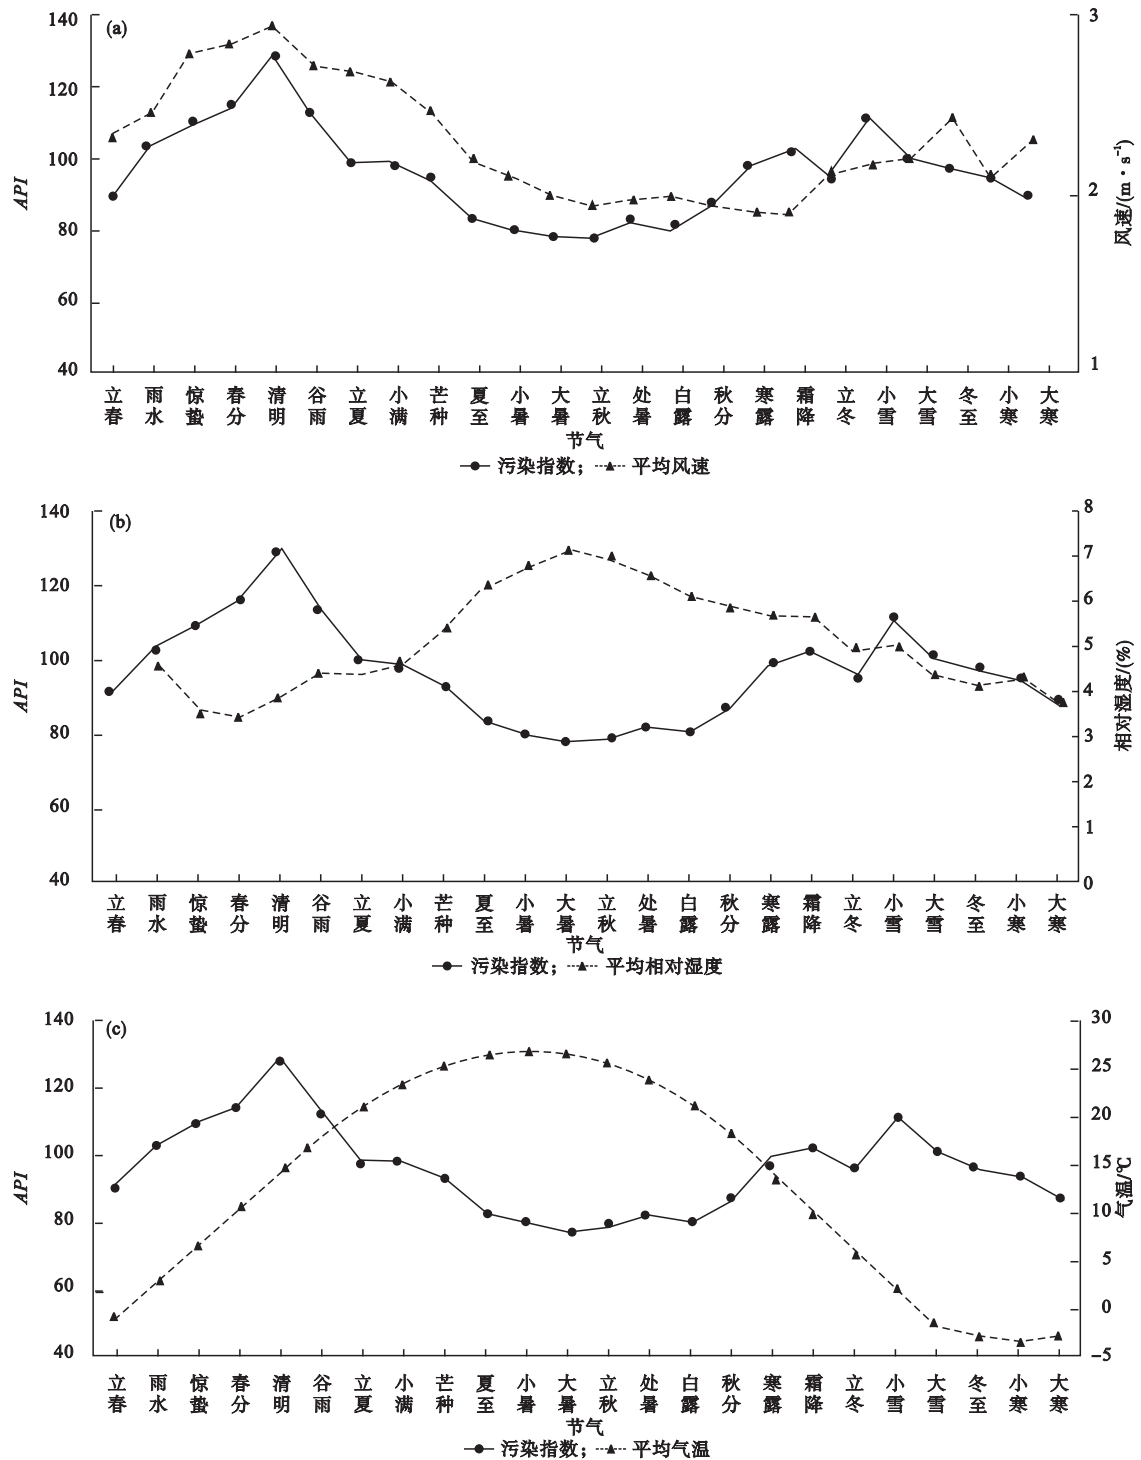 (a)
140
120
100
80
60
40
API
3
2
1
风速/(m·s⁻¹)
立春 雨水 惊蛰 春分 清明 谷雨 立夏 小满 芒种 夏至 小暑 大暑 立秋 处暑 白露 秋分 寒露 霜降 立冬 小雪 大雪 冬至 小寒 大寒
节气
污染指数; 平均风速
(b)
140
120
100
80
60
40
API
8
7
6
5
4
3
2
1
0
相对湿度/(%)
立春 雨水 惊蛰 春分 清明 谷雨 立夏 小满 芒种 夏至 小暑 大暑 立秋 处暑 白露 秋分 寒露 霜降 立冬 小雪 大雪 冬至 小寒 大寒
节气
污染指数; 平均相对湿度
(c)
140
120
100
80
60
40
API
30
25
20
15
10
5
0
-5
气温/℃
立春 雨水 惊蛰 春分 清明 谷雨 立夏 小满 芒种 夏至 小暑 大暑 立秋 处暑 白露 秋分 寒露 霜降 立冬 小雪 大雪 冬至 小寒 大寒
节气
污染指数; 平均气温